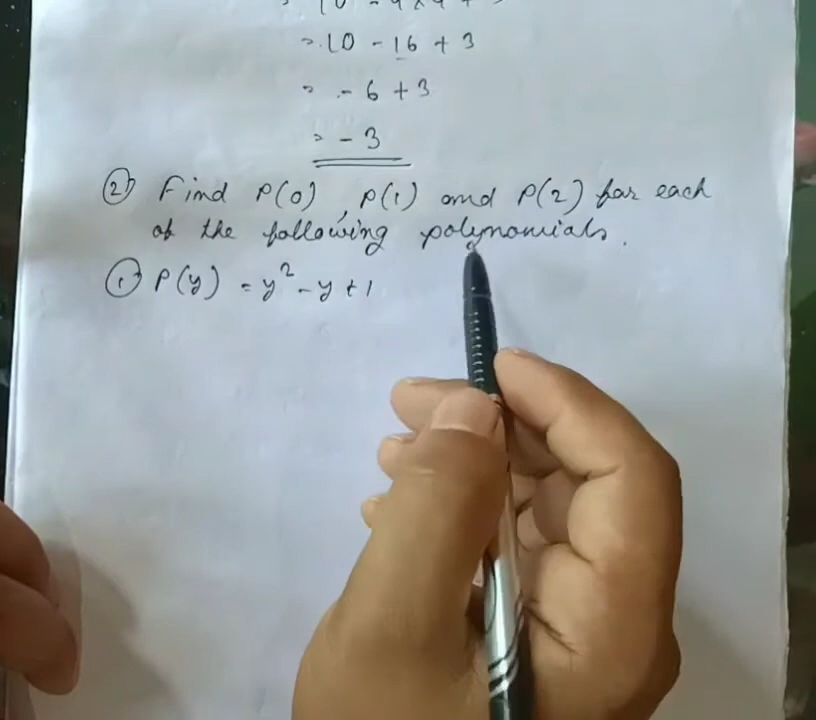 = 10 - 16 + 3
= - 6 + 3
= - 3
② Find P(0), P(1) and P(2) for each
of the following polynomials.
① P(y) = y² - y + 1